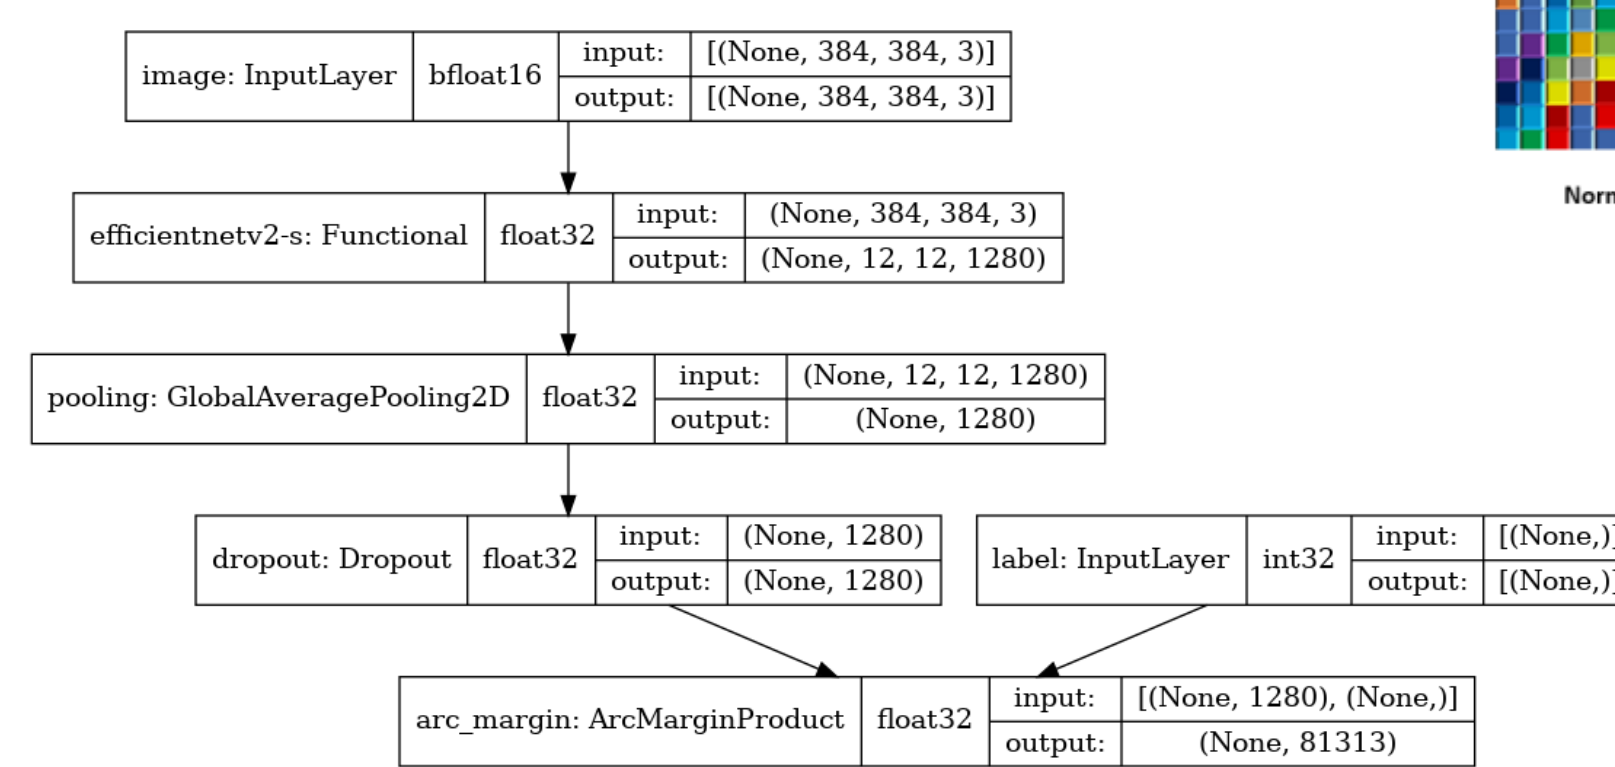 image: InputLayer bfloat16 input: [(None, 384, 384, 3)]
output: [(None, 384, 384, 3)]
efficientnetv2-s: Functional float32 input: (None, 384, 384, 3)
output: (None, 12, 12, 1280)
pooling: GlobalAveragePooling2D float32 input: (None, 12, 12, 1280)
output: (None, 1280)
dropout: Dropout float32 input: (None, 1280)
output: (None, 1280)
label: InputLayer int32 input: [(None,)]
output: [(None,)]
arc_margin: ArcMarginProduct float32 input: [(None, 1280), (None,)]
output: (None, 81313)